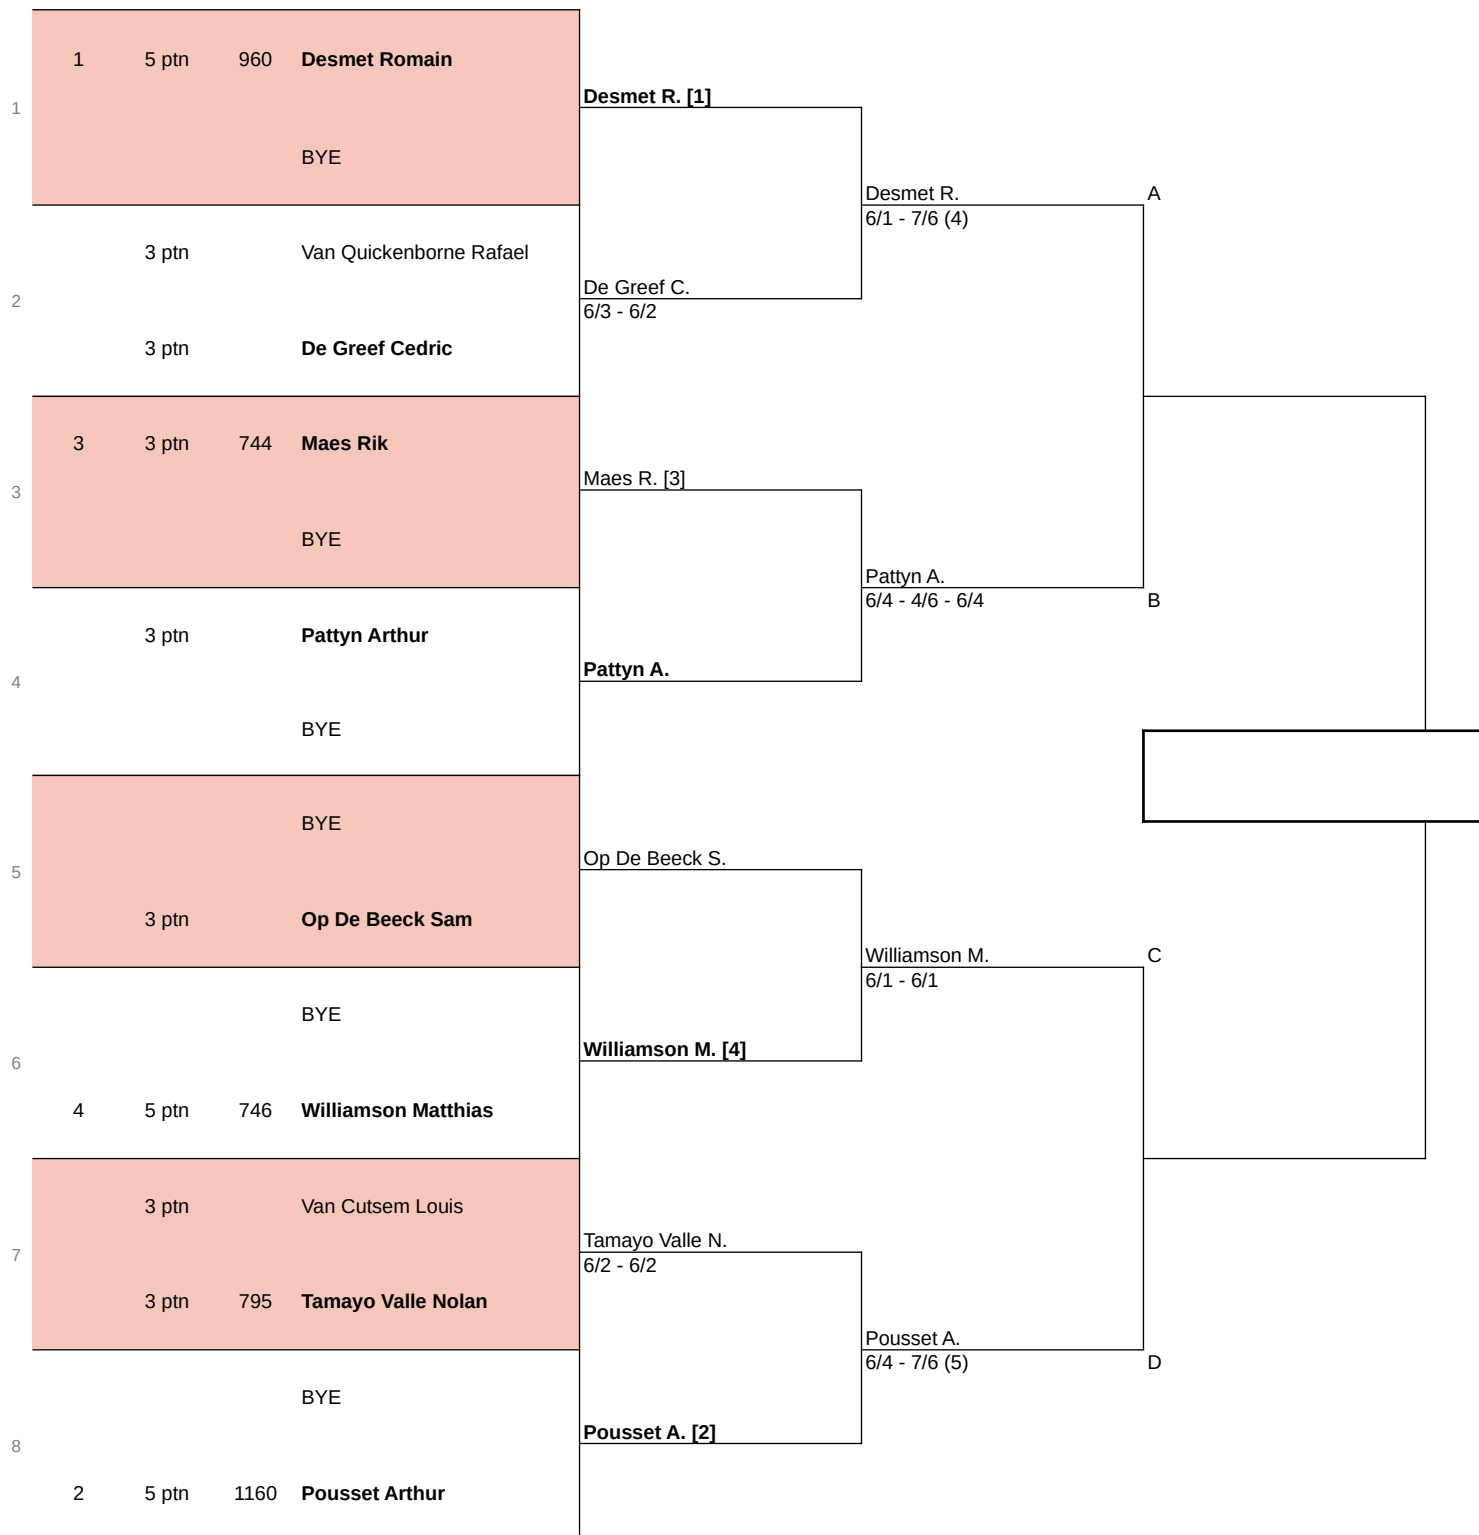 1 5 ptn 960 Desmet Romain
Desmet R. [1]
1
BYE
Desmet R. A
6/1 - 7/6 (4)
3 ptn Van Quickenborne Rafael
De Greef C.
2
6/3 - 6/2
3 ptn De Greef Cedric
3 3 ptn 744 Maes Rik
Maes R. [3]
3
BYE
Pattyn A.
6/4 - 4/6 - 6/4 B
3 ptn Pattyn Arthur
Pattyn A.
4
BYE
BYE
Op De Beeck S.
5
3 ptn Op De Beeck Sam
Williamson M. C
6/1 - 6/1
BYE
Williamson M. [4]
6
4 5 ptn 746 Williamson Matthias
3 ptn Van Cutsem Louis
Tamayo Valle N.
7
6/2 - 6/2
3 ptn 795 Tamayo Valle Nolan
Pousset A.
6/4 - 7/6 (5) D
BYE
Pousset A. [2]
8
2 5 ptn 1160 Pousset Arthur